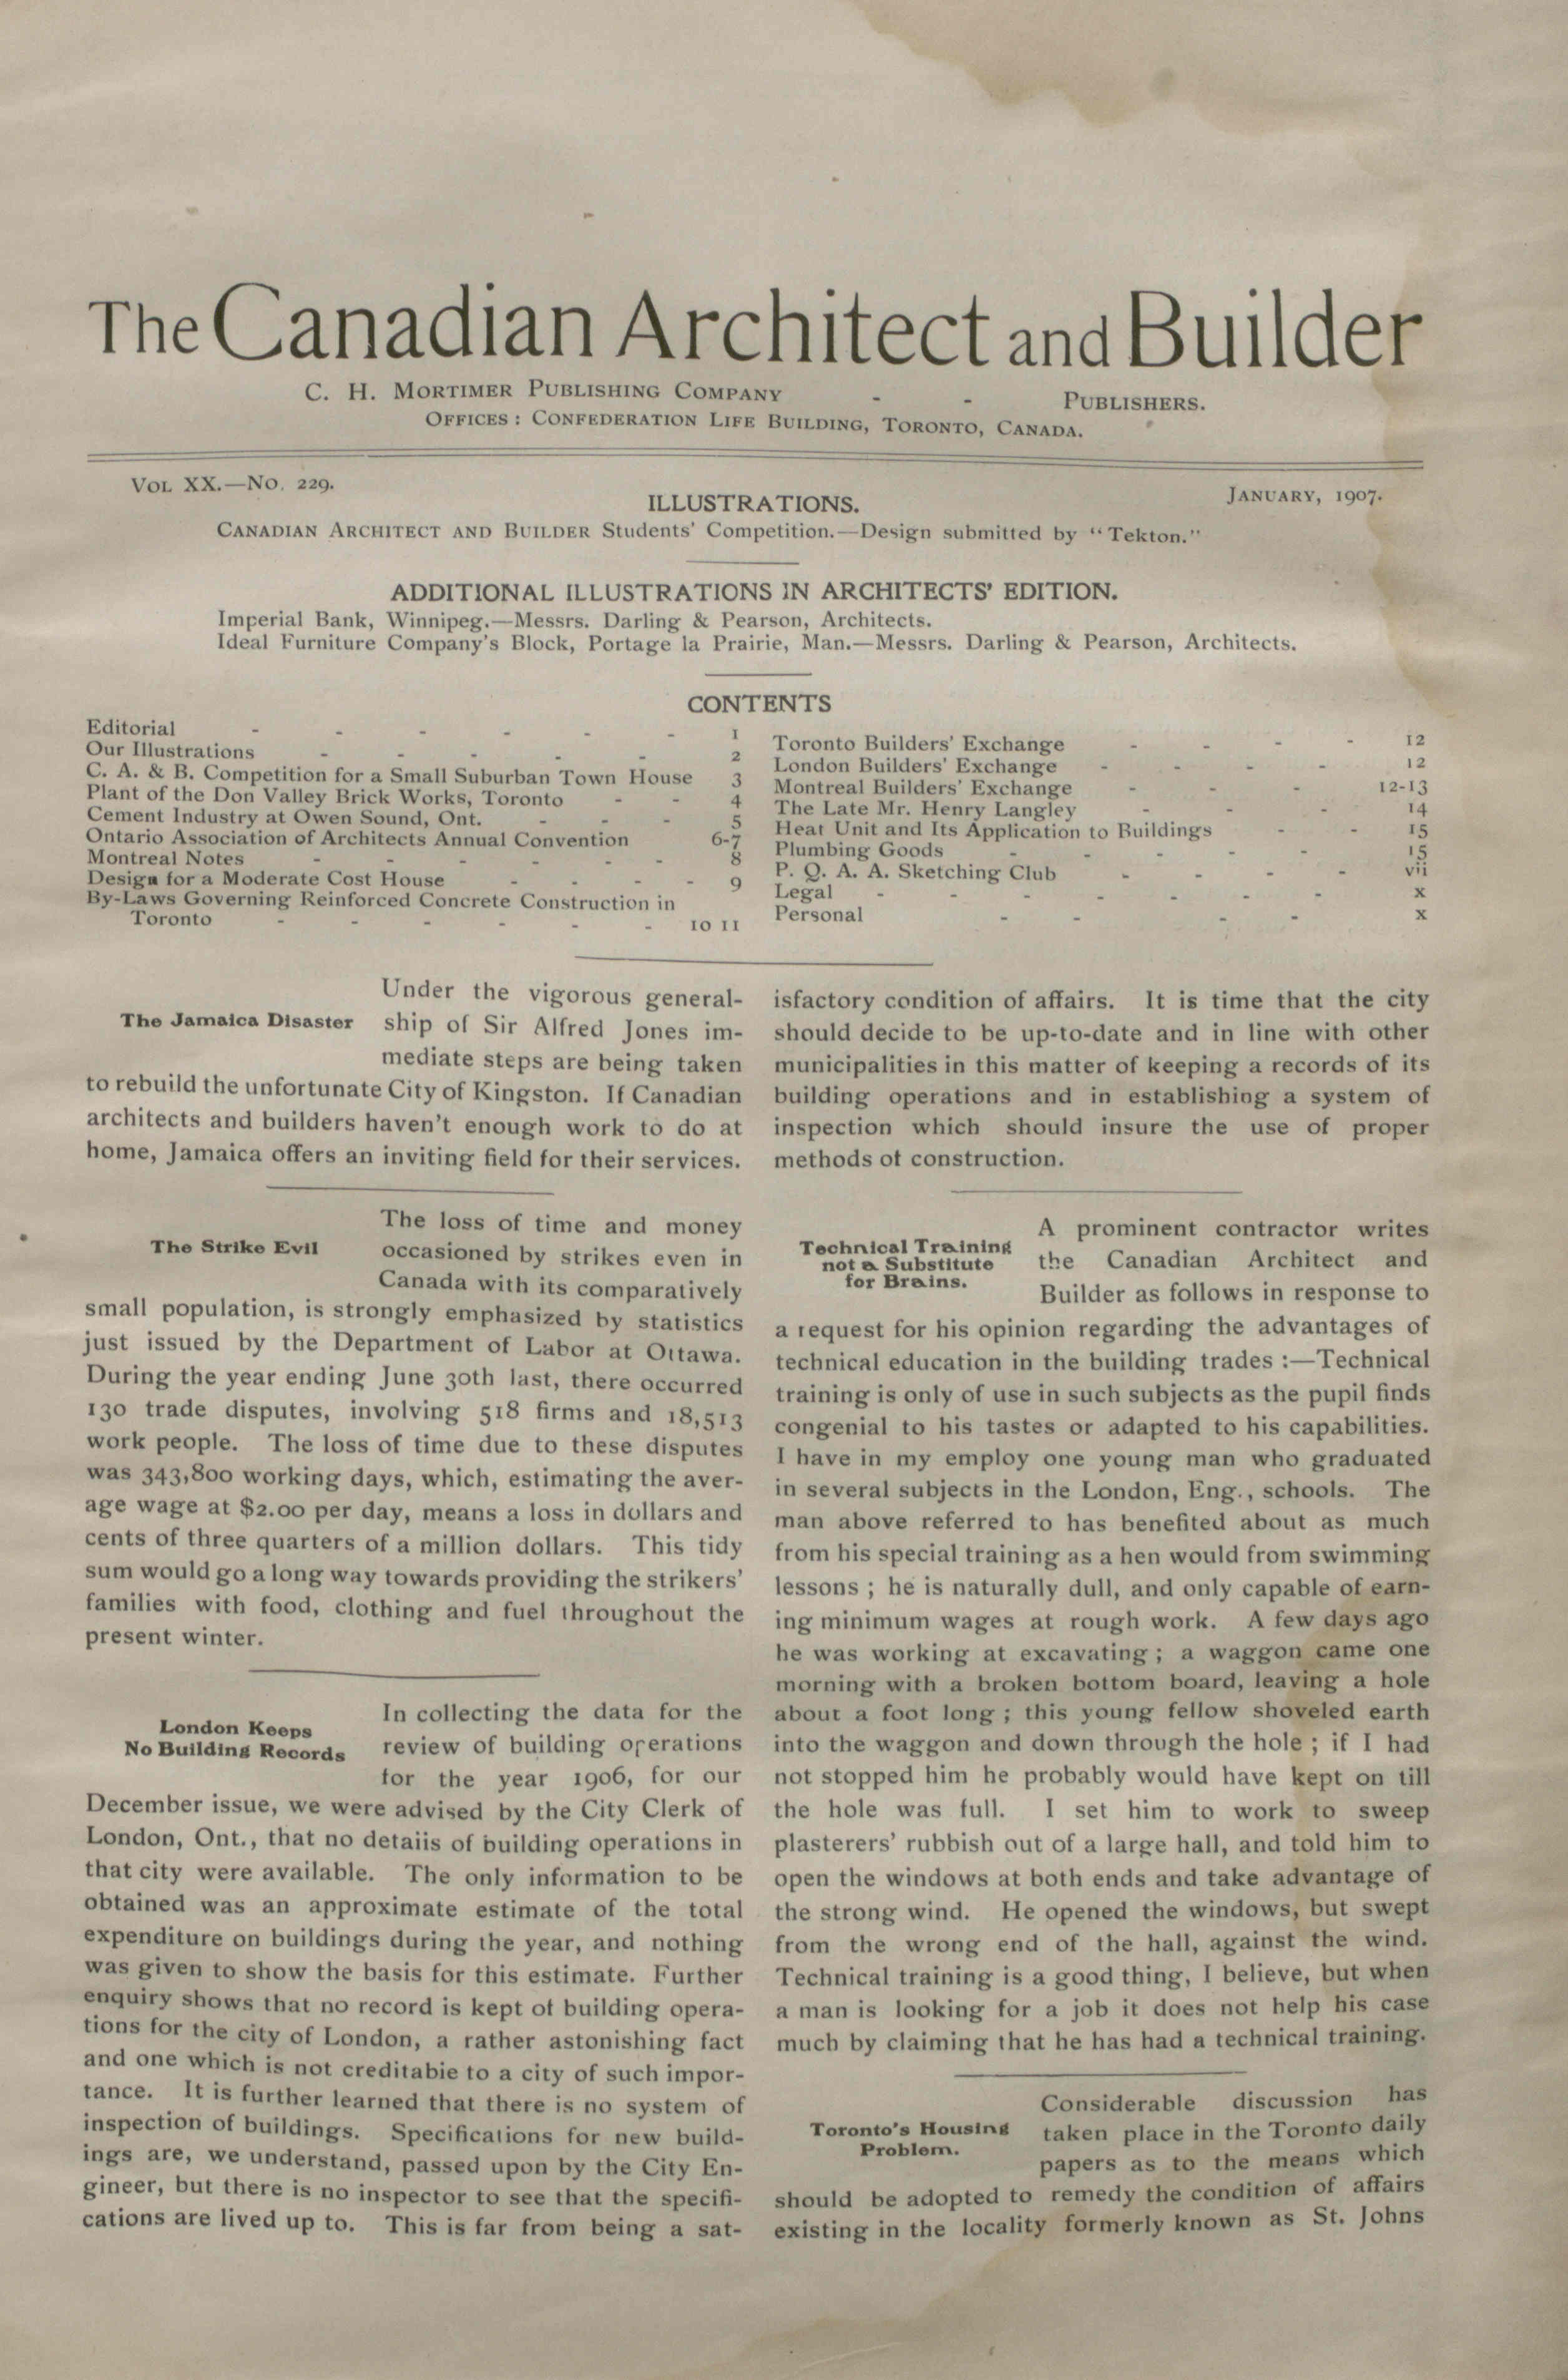 The Canadian Architect and Builder
C. H. MORTIMER PUBLISHING COMPANY - - PUBLISHERS.
OFFICES: CONFEDERATION LIFE BUILDING, TORONTO, CANADA.
VOL XX.—NO. 229.
JANUARY, 1907.
ILLUSTRATIONS.
CANADIAN ARCHITECT AND BUILDER Students' Competition.—Design submitted by "Tekton."
ADDITIONAL ILLUSTRATIONS IN ARCHITECTS' EDITION.
Imperial Bank, Winnipeg.—Messrs. Darling & Pearson, Architects.
Ideal Furniture Company's Block, Portage la Prairie, Man.—Messrs. Darling & Pearson, Architects.
CONTENTS
Editorial - - - - - - 1
Our Illustrations - - - - - 2
C. A. & B. Competition for a Small Suburban Town House 3
Plant of the Don Valley Brick Works, Toronto - - 4
Cement Industry at Owen Sound, Ont. - - - 5
Ontario Association of Architects Annual Convention 6-7
Montreal Notes - - - - - - 8
Design for a Moderate Cost House - - - - 9
By-Laws Governing Reinforced Concrete Construction in
Toronto - - - - - - 10 11
Toronto Builders' Exchange - - - - 12
London Builders' Exchange - - - - 12
Montreal Builders' Exchange - - - 12-13
The Late Mr. Henry Langley - - - 14
Heat Unit and Its Application to Buildings - - 15
Plumbing Goods - - - - - 15
P. Q. A. A. Sketching Club - - - - vii
Legal - - - - - - - x
Personal - - - - x
The Jamaica Disaster
Under the vigorous general-
ship of Sir Alfred Jones im-
mediate steps are being taken
to rebuild the unfortunate City of Kingston. If Canadian
architects and builders haven't enough work to do at
home, Jamaica offers an inviting field for their services.
The Strike Evil
The loss of time and money
occasioned by strikes even in
Canada with its comparatively
small population, is strongly emphasized by statistics
just issued by the Department of Labor at Ottawa.
During the year ending June 30th last, there occurred
130 trade disputes, involving 518 firms and 18,513
work people. The loss of time due to these disputes
was 343,800 working days, which, estimating the aver-
age wage at $2.00 per day, means a loss in dollars and
cents of three quarters of a million dollars. This tidy
sum would go a long way towards providing the strikers'
families with food, clothing and fuel throughout the
present winter.
London Keeps
No Building Records
In collecting the data for the
review of building operations
for the year 1906, for our
December issue, we were advised by the City Clerk of
London, Ont., that no details of building operations in
that city were available. The only information to be
obtained was an approximate estimate of the total
expenditure on buildings during the year, and nothing
was given to show the basis for this estimate. Further
enquiry shows that no record is kept of building opera-
tions for the city of London, a rather astonishing fact
and one which is not creditable to a city of such impor-
tance. It is further learned that there is no system of
inspection of buildings. Specifications for new build-
ings are, we understand, passed upon by the City En-
gineer, but there is no inspector to see that the specifi-
cations are lived up to. This is far from being a sat-
isfactory condition of affairs. It is time that the city
should decide to be up-to-date and in line with other
municipalities in this matter of keeping a records of its
building operations and in establishing a system of
inspection which should insure the use of proper
methods of construction.
Technical Training
not a Substitute
for Brains.
A prominent contractor writes
the Canadian Architect and
Builder as follows in response to
a request for his opinion regarding the advantages of
technical education in the building trades :—Technical
training is only of use in such subjects as the pupil finds
congenial to his tastes or adapted to his capabilities.
I have in my employ one young man who graduated
in several subjects in the London, Eng., schools. The
man above referred to has benefited about as much
from his special training as a hen would from swimming
lessons ; he is naturally dull, and only capable of earn-
ing minimum wages at rough work. A few days ago
he was working at excavating ; a waggon came one
morning with a broken bottom board, leaving a hole
about a foot long ; this young fellow shoveled earth
into the waggon and down through the hole ; if I had
not stopped him he probably would have kept on till
the hole was full. I set him to work to sweep
plasterers' rubbish out of a large hall, and told him to
open the windows at both ends and take advantage of
the strong wind. He opened the windows, but swept
from the wrong end of the hall, against the wind.
Technical training is a good thing, I believe, but when
a man is looking for a job it does not help his case
much by claiming that he has had a technical training.
Toronto's Housing
Problem.
Considerable discussion has
taken place in the Toronto daily
papers as to the means which
should be adopted to remedy the condition of affairs
existing in the locality formerly known as St. Johns